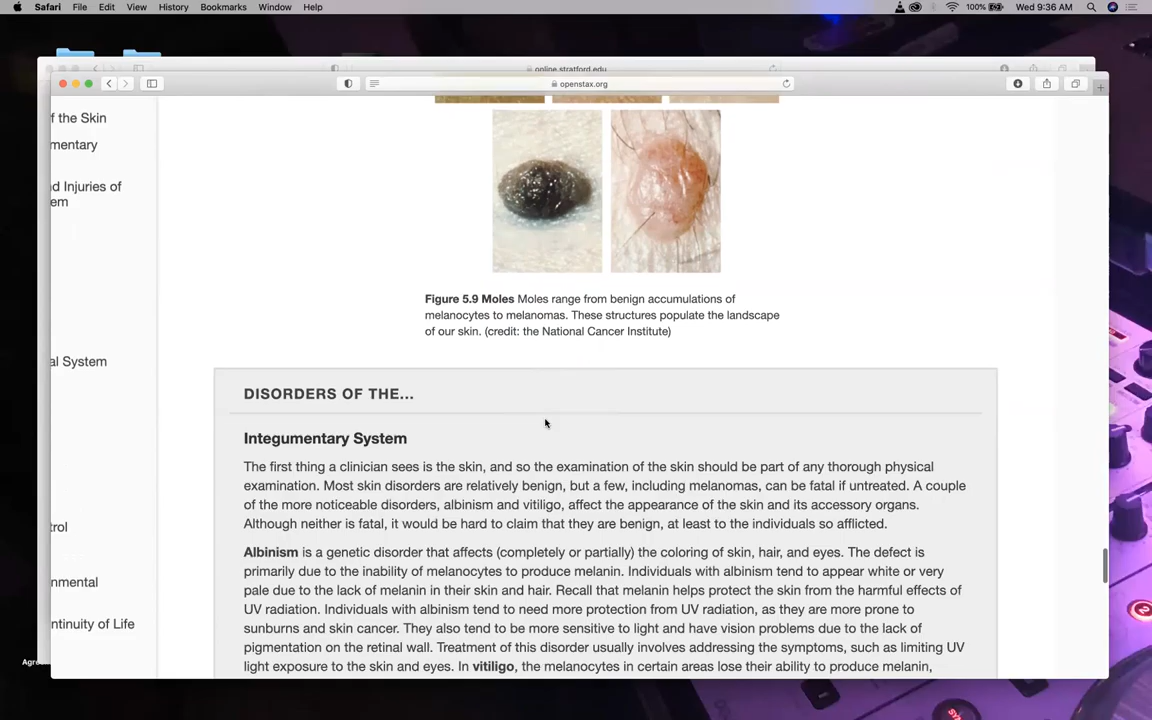 Safari File Edit View History Bookmarks Window Help 100% Wed 9:36 AM
online.stratford.edu
openstax.org
f the Skin
mentary
d Injuries of
em
al System
trol
nmental
ntinuity of Life
Agre
Figure 5.9 Moles Moles range from benign accumulations of
melanocytes to melanomas. These structures populate the landscape
of our skin. (credit: the National Cancer Institute)
DISORDERS OF THE...
Integumentary System
The first thing a clinician sees is the skin, and so the examination of the skin should be part of any thorough physical
examination. Most skin disorders are relatively benign, but a few, including melanomas, can be fatal if untreated. A couple
of the more noticeable disorders, albinism and vitiligo, affect the appearance of the skin and its accessory organs.
Although neither is fatal, it would be hard to claim that they are benign, at least to the individuals so afflicted.
Albinism is a genetic disorder that affects (completely or partially) the coloring of skin, hair, and eyes. The defect is
primarily due to the inability of melanocytes to produce melanin. Individuals with albinism tend to appear white or very
pale due to the lack of melanin in their skin and hair. Recall that melanin helps protect the skin from the harmful effects of
UV radiation. Individuals with albinism tend to need more protection from UV radiation, as they are more prone to
sunburns and skin cancer. They also tend to be more sensitive to light and have vision problems due to the lack of
pigmentation on the retinal wall. Treatment of this disorder usually involves addressing the symptoms, such as limiting UV
light exposure to the skin and eyes. In vitiligo, the melanocytes in certain areas lose their ability to produce melanin,